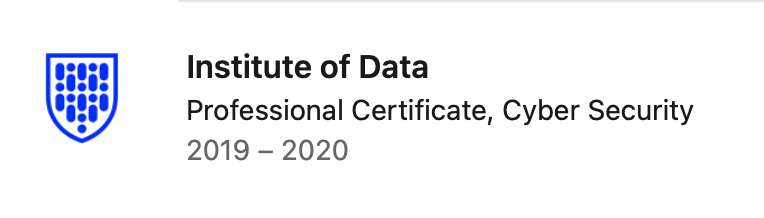 Institute of Data
Professional Certificate, Cyber Security
2019 – 2020